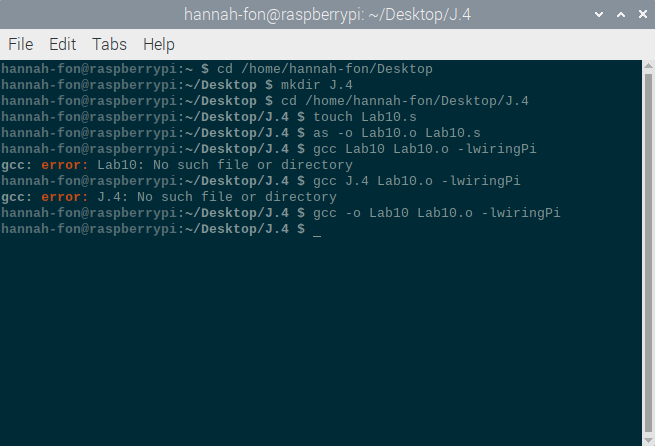 hannah-fon@raspberrypi: ~/Desktop/J.4
File Edit Tabs Help
hannah-fon@raspberrypi:~ $ cd /home/hannah-fon/Desktop
hannah-fon@raspberrypi:~/Desktop $ mkdir J.4
hannah-fon@raspberrypi:~/Desktop $ cd /home/hannah-fon/Desktop/J.4
hannah-fon@raspberrypi:~/Desktop/J.4 $ touch Lab10.s
hannah-fon@raspberrypi:~/Desktop/J.4 $ as -o Lab10.o Lab10.s
hannah-fon@raspberrypi:~/Desktop/J.4 $ gcc Lab10 Lab10.o -lwiringPi
gcc: error: Lab10: No such file or directory
hannah-fon@raspberrypi:~/Desktop/J.4 $ gcc J.4 Lab10.o -lwiringPi
gcc: error: J.4: No such file or directory
hannah-fon@raspberrypi:~/Desktop/J.4 $ gcc -o Lab10 Lab10.o -lwiringPi
hannah-fon@raspberrypi:~/Desktop/J.4 $ _